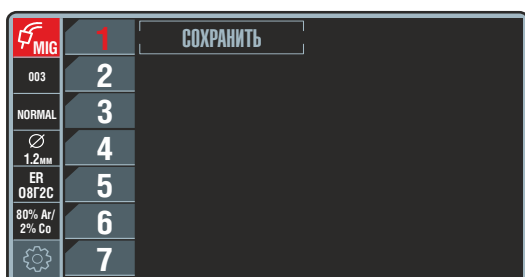 MIG
003
NORMAL
Ø
1.2мм
ER
О8Г2С
80% Ar/
2% Co
1
2
3
4
5
6
7
СОХРАНИТЬ